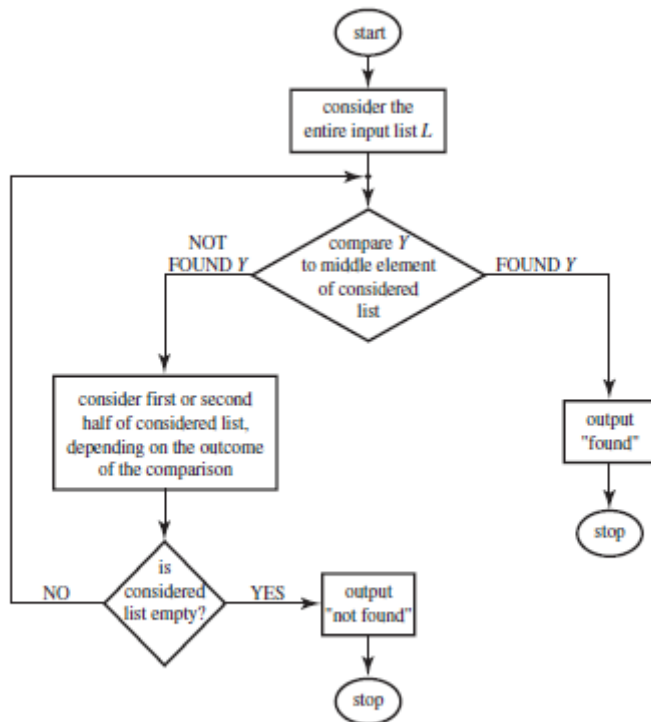 start
consider the
entire input list L
NOT
FOUND Y
compare Y
to middle element
of considered
list
FOUND Y
consider first or second
half of considered list,
depending on the outcome
of the comparison
output
"found"
stop
is
considered
list empty?
NO
YES
output
"not found"
stop